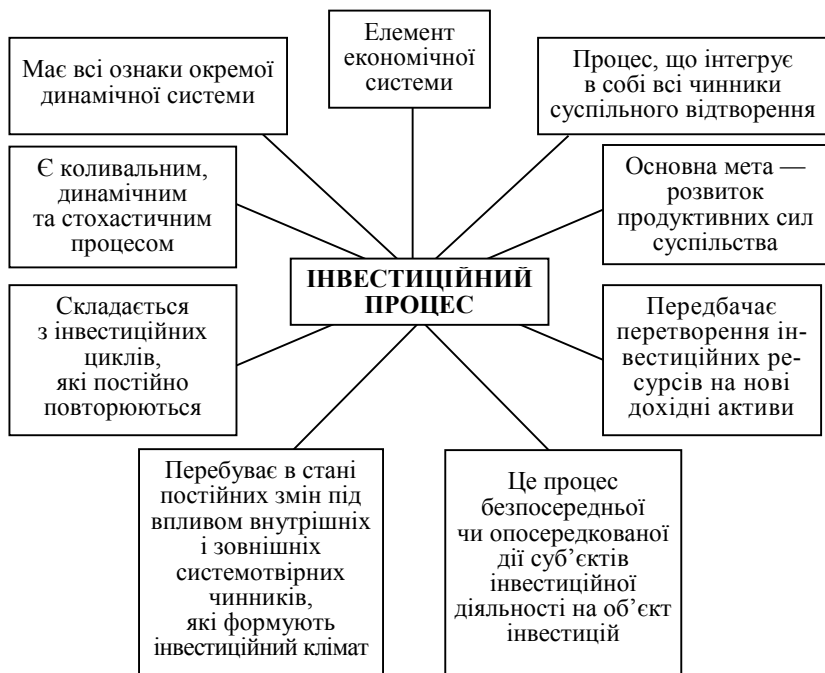 Має всі ознаки окремої
динамічної системи
Елемент
економічної
системи
Процес, що інтегрує
в собі всі чинники
суспільного відтворення
Є коливальним,
динамічним
та стохастичним
процесом
Основна мета —
розвиток
продуктивних сил
суспільства
ІНВЕСТИЦІЙНИЙ
ПРОЦЕС
Складається
з інвестиційних
циклів,
які постійно
повторюються
Передбачає
перетворення ін-
вестиційних ре-
сурсів на нові
дохідні активи
Перебуває в стані
постійних змін під
впливом внутрішніх
і зовнішніх
системотвірних
чинників,
які формують
інвестиційний клімат
Це процес
безпосередньої
чи опосередкованої
дії суб’єктів
інвестиційної
діяльності на об’єкт
інвестицій